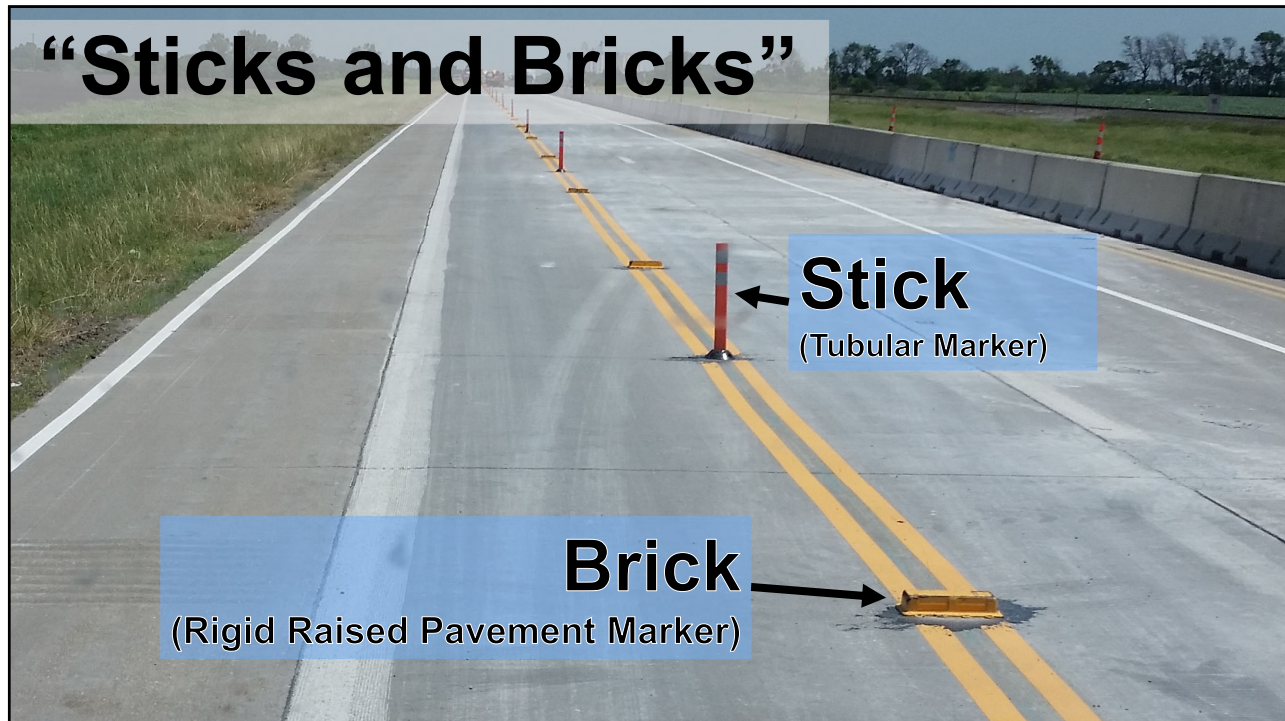 “Sticks and Bricks”
Stick
(Tubular Marker)
Brick
(Rigid Raised Pavement Marker)